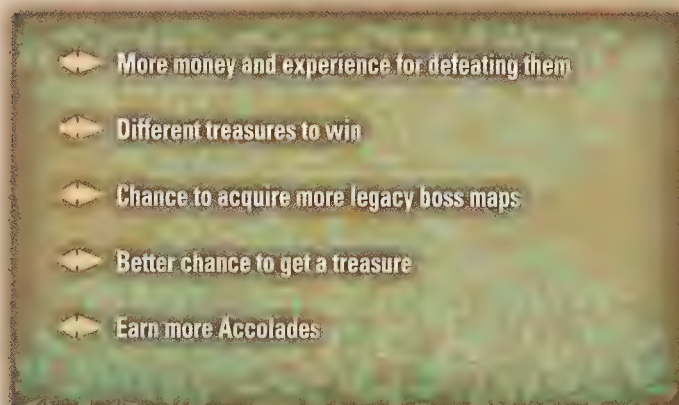 More money and experience for defeating them
Different treasures to win
Chance to acquire more legacy boss maps
Better chance to get a treasure
Earn more Accolades